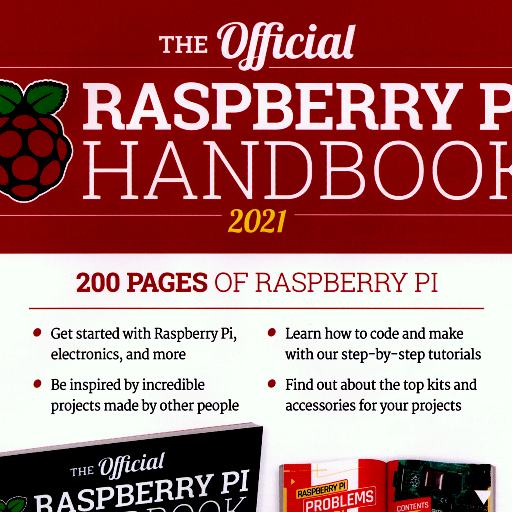 THE Official
RASPBERRY P
HANDBOOK
2021
200 PAGES OF RASPBERRY PI
Get started with Raspberry Pi,
electronics, and more
Be inspired by incredible
projects made by other people
Learn how to code and make
with our step-by-step tutorials
Find out about the top kits and
accessories for your projects
THE Official
RASPBERRY PI
HANDBOOK
RASPBERRY PI
PROBLEMS
CONTENTS